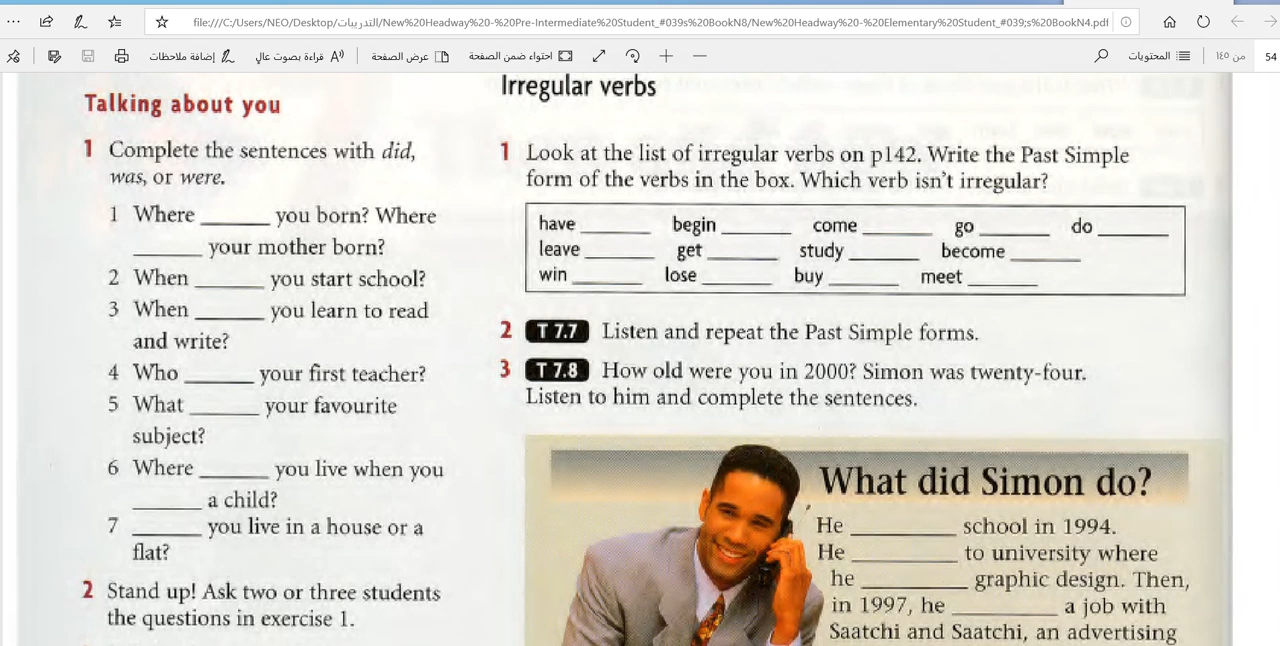 file:///C:/Users/NEO/Desktop/التدريبات/New%20Headway%20-%20Pre-Intermediate%20Student_#039s%20BookN8/New%20Headway%20-%20Elementary%20Student_#039;s%20BookN4.pdf
إضافة ملاحظات
قراءة بصوت عالٍ
عرض الصفحة
احتواء ضمن الصفحة
المحتويات
من ١٤٥
54
Talking about you
1 Complete the sentences with did,
was, or were.
1 Where ______ you born? Where
______ your mother born?
2 When ______ you start school?
3 When ______ you learn to read
and write?
4 Who ______ your first teacher?
5 What ______ your favourite
subject?
6 Where ______ you live when you
______ a child?
7 ______ you live in a house or a
flat?
2 Stand up! Ask two or three students
the questions in exercise 1.
Irregular verbs
1 Look at the list of irregular verbs on p142. Write the Past Simple
form of the verbs in the box. Which verb isn't irregular?
have ______ begin ______ come ______ go ______ do ______
leave ______ get ______ study ______ become ______
win ______ lose ______ buy ______ meet ______
2 T 7.7 Listen and repeat the Past Simple forms.
3 T 7.8 How old were you in 2000? Simon was twenty-four.
Listen to him and complete the sentences.
What did Simon do?
He _________ school in 1994.
He _________ to university where
he _________ graphic design. Then,
in 1997, he _________ a job with
Saatchi and Saatchi, an advertising